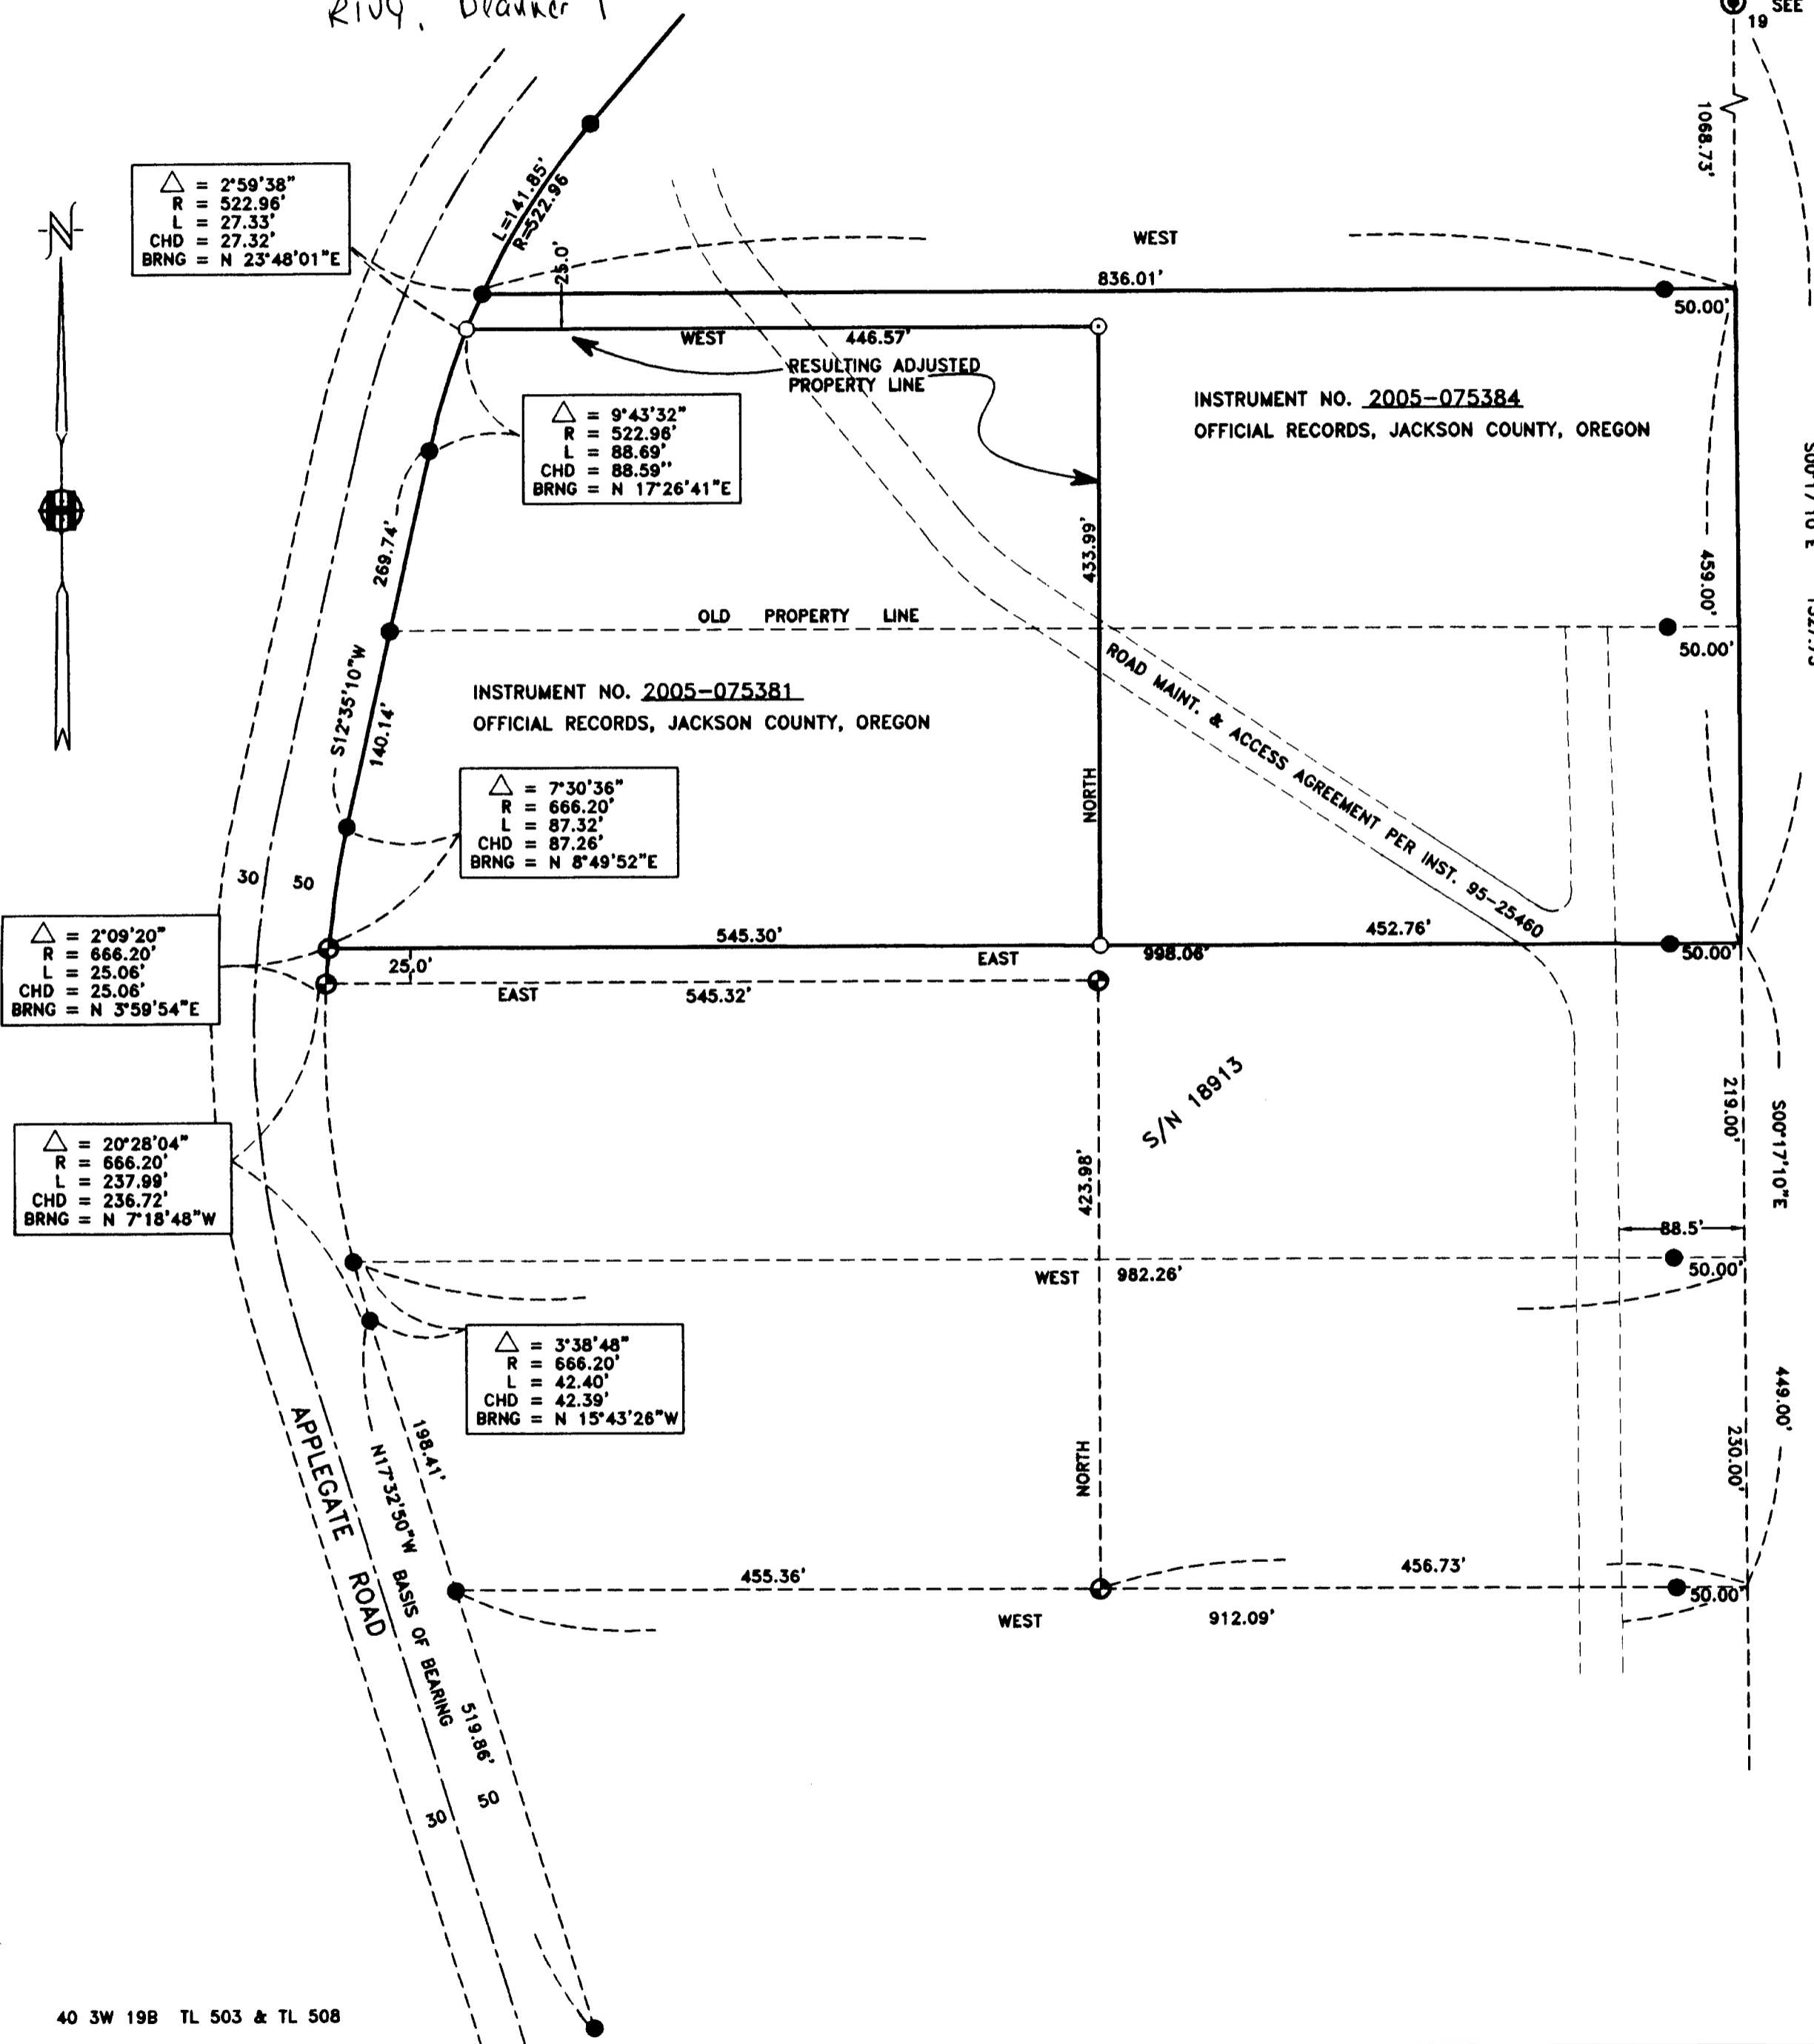 SEE
19
1068.73'
△ = 2°59'38"
R = 522.96'
L = 27.33'
CHD = 27.32'
BRNG = N 23°48'01"E
N
L=141.85'
R=522.96
25.0'
WEST
836.01'
50.00'
WEST 446.57'
RESULTING ADJUSTED
PROPERTY LINE
INSTRUMENT NO. 2005-075384
OFFICIAL RECORDS, JACKSON COUNTY, OREGON
△ = 9°43'32"
R = 522.96'
L = 88.69'
CHD = 88.59"
BRNG = N 17°26'41"E
H
269.74'
433.99'
459.00'
OLD PROPERTY LINE
50.00'
S12°35'10"W
140.14'
INSTRUMENT NO. 2005-075381
OFFICIAL RECORDS, JACKSON COUNTY, OREGON
ROAD MAINT. & ACCESS AGREEMENT PER INST. 95-25460
NORTH
△ = 7°30'36"
R = 666.20'
L = 87.32'
CHD = 87.26'
BRNG = N 8°49'52"E
30
50
△ = 2°09'20"
R = 666.20'
L = 25.06'
CHD = 25.06'
BRNG = N 3°59'54"E
545.30'
452.76'
EAST 998.06'
50.00'
25.0'
EAST 545.32'
S/N 18913
219.00'
S00°17'10"E
△ = 20°28'04"
R = 666.20'
L = 237.99'
CHD = 236.72'
BRNG = N 7°18'48"W
423.98'
88.5'
WEST 982.26'
50.00'
△ = 3°38'48"
R = 666.20'
L = 42.40'
CHD = 42.39'
BRNG = N 15°43'26"W
449.00'
230.00'
198.41'
N17°32'50"W BASIS OF BEARING
519.86'
APPLEGATE ROAD
NORTH
455.36'
456.73'
50.00'
WEST 912.09'
50
30
40 3W 19B TL 503 & TL 508